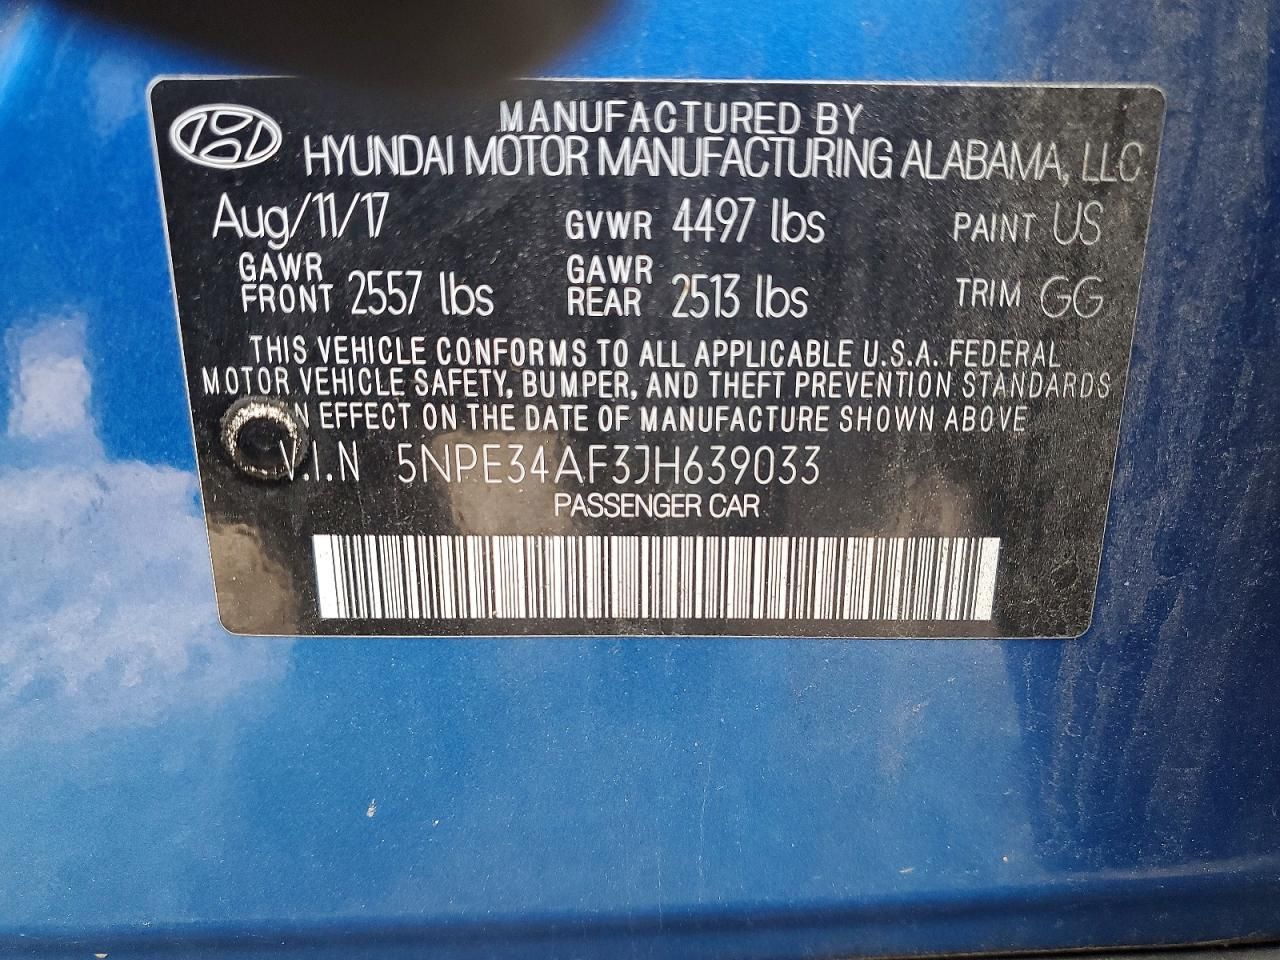 MANUFACTURED BY
HYUNDAI MOTOR MANUFACTURING ALABAMA, LLC
Aug/11/17 GVWR 4497 lbs PAINT US
GAWR FRONT 2557 lbs GAWR REAR 2513 lbs TRIM GG
THIS VEHICLE CONFORMS TO ALL APPLICABLE U.S.A. FEDERAL
MOTOR VEHICLE SAFETY, BUMPER, AND THEFT PREVENTION STANDARDS
N EFFECT ON THE DATE OF MANUFACTURE SHOWN ABOVE
V.I.N 5NPE34AF3JH639033
PASSENGER CAR